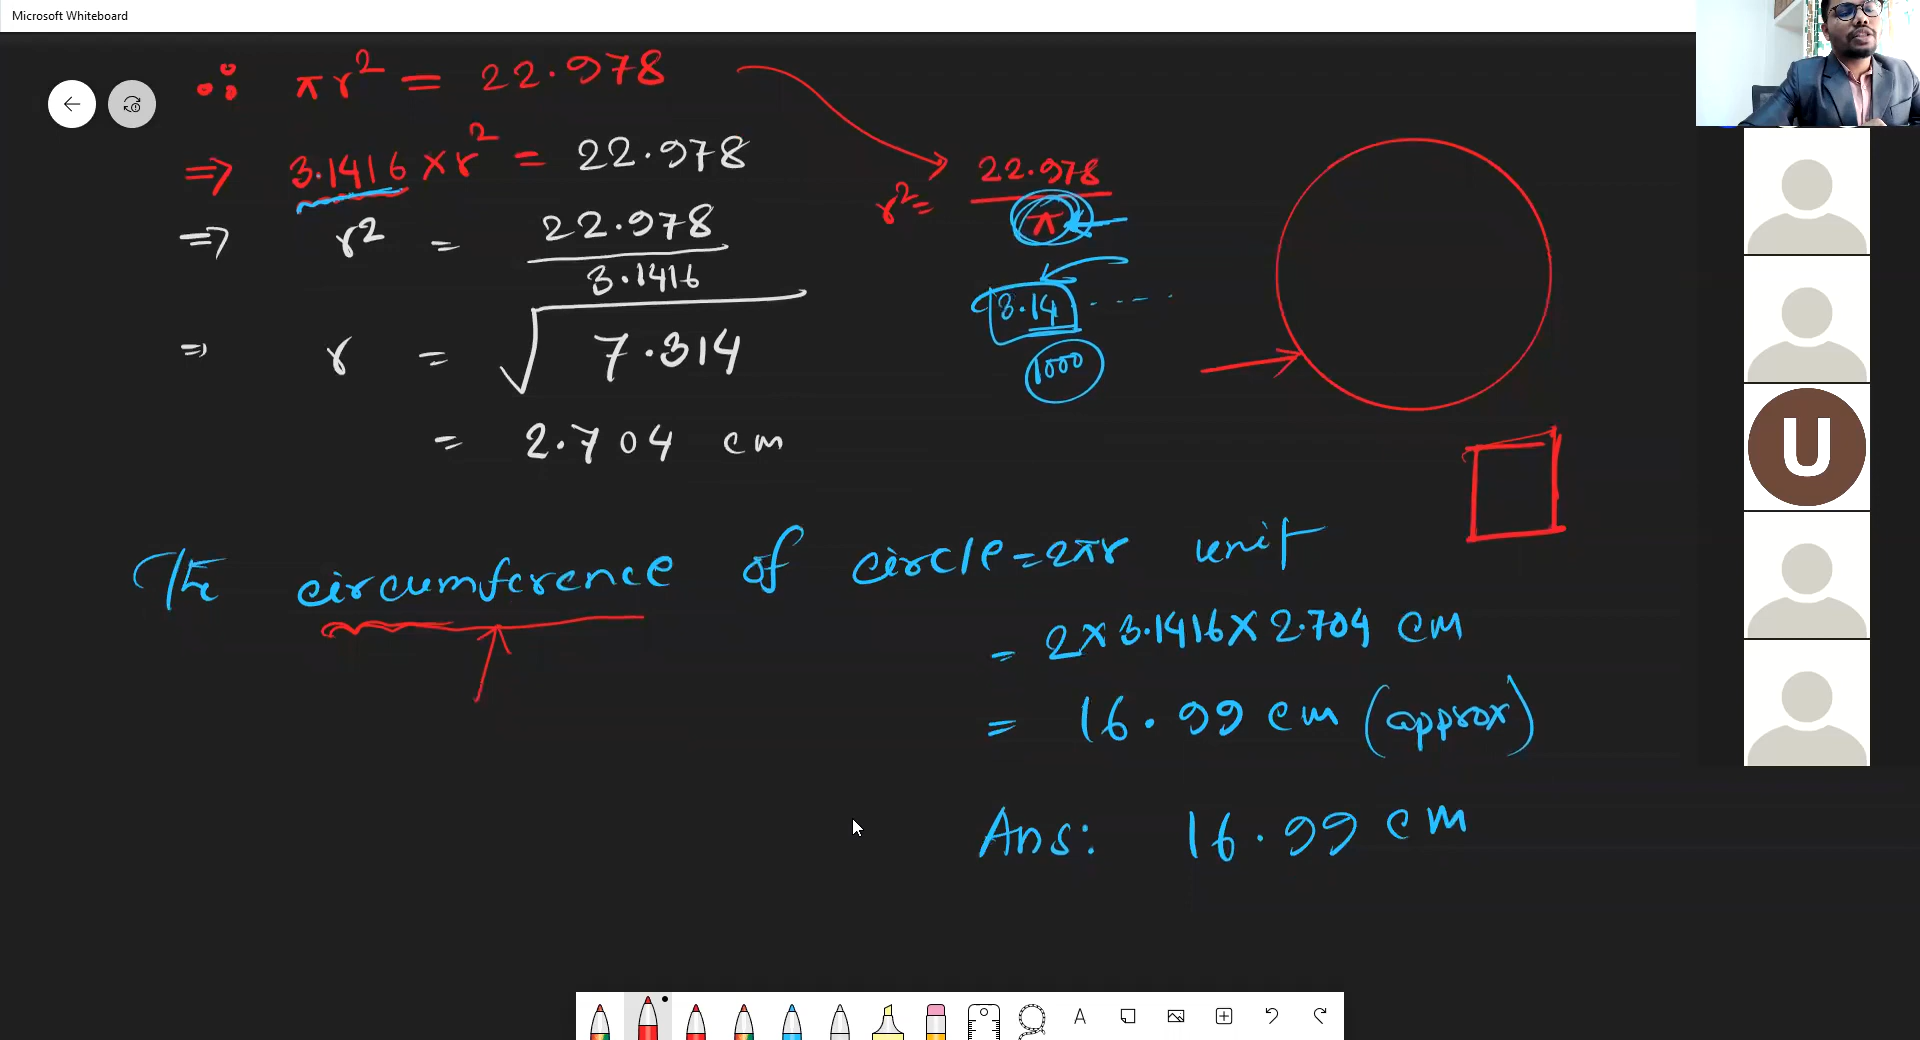 Microsoft Whiteboard
∴ πr² = 22.978
⇒ 3.1416 × r² = 22.978
⇒ r² = 22.978 / 3.1416
⇒ r = √7.314
= 2.704 cm
r² = 22.978 / π
3.14 ......
1000
The circumference of circle = 2πr unit
= 2 × 3.1416 × 2.704 cm
= 16.99 cm (approx)
Ans: 16.99 cm
U
A